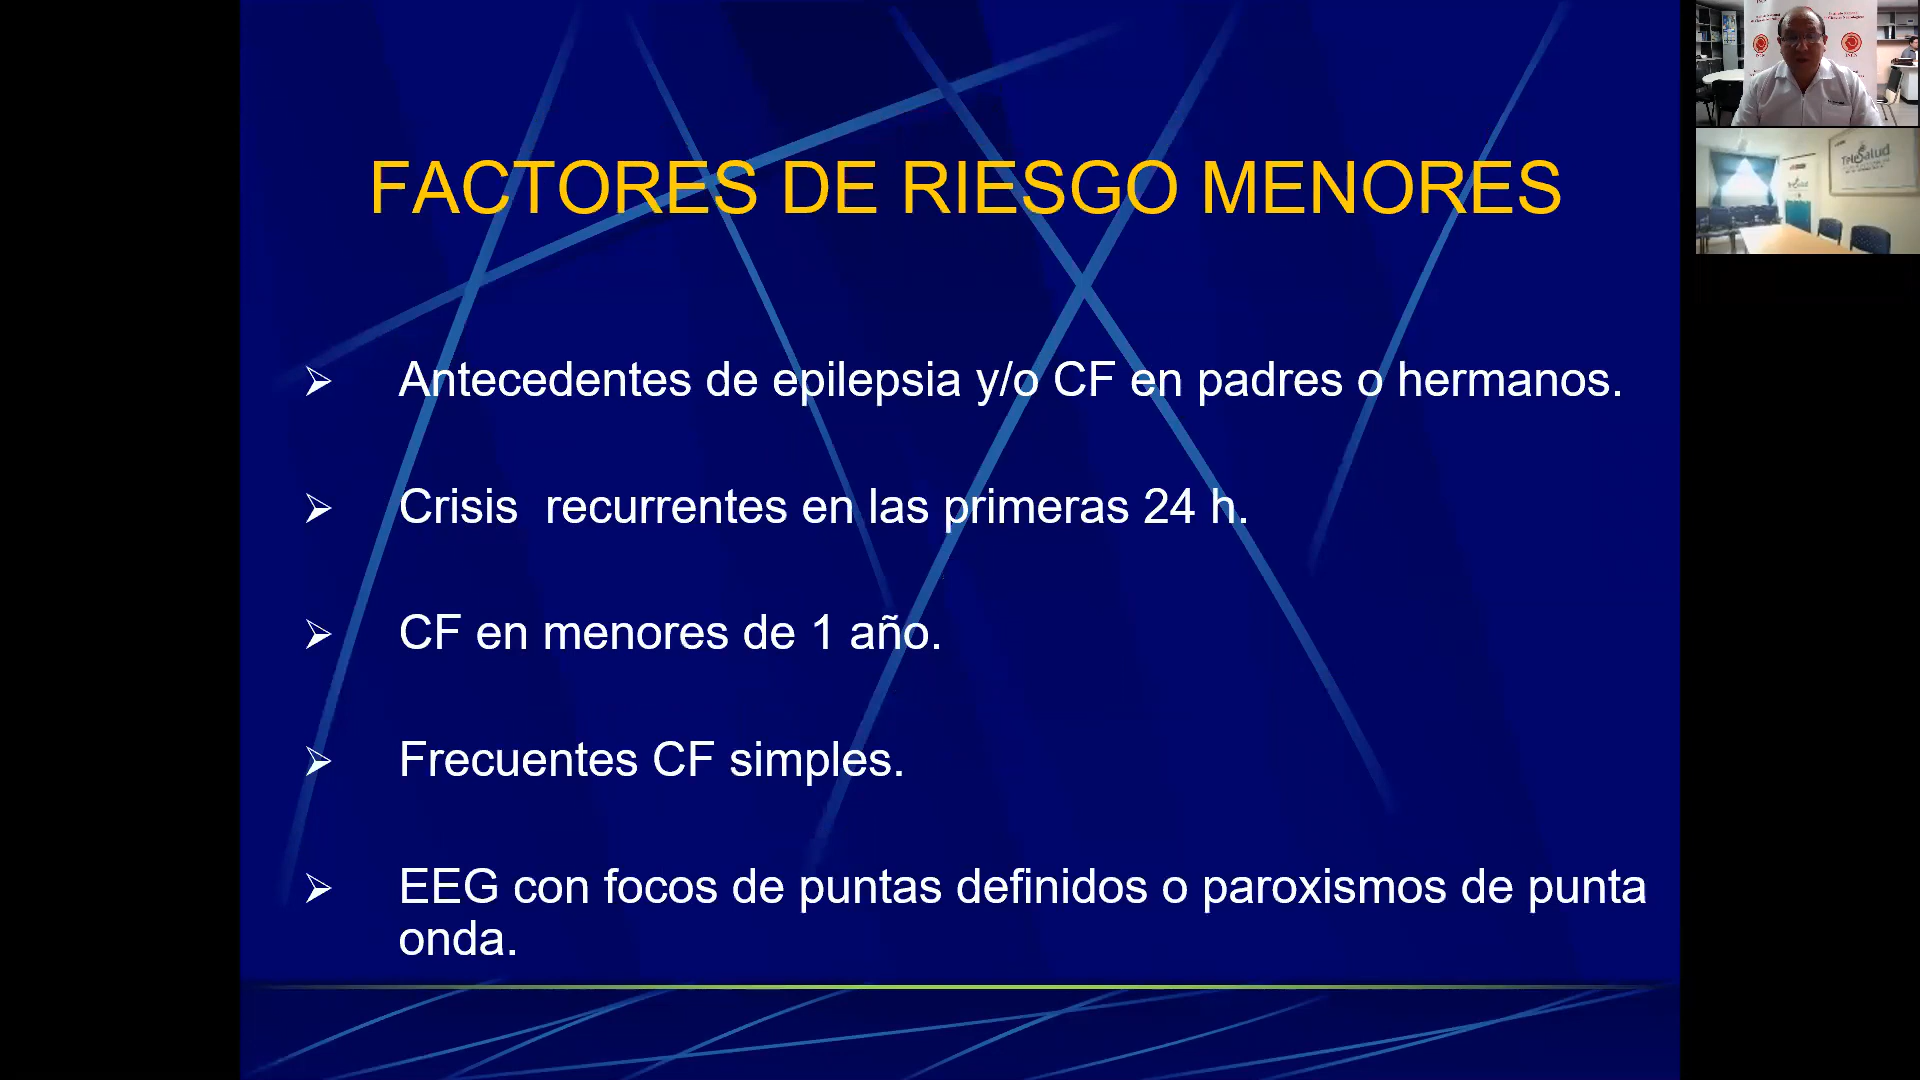 FACTORES DE RIESGO MENORES
Antecedentes de epilepsia y/o CF en padres o hermanos.
Crisis recurrentes en las primeras 24 h.
CF en menores de 1 año.
Frecuentes CF simples.
EEG con focos de puntas definidos o paroxismos de punta
onda.
TeleSalud